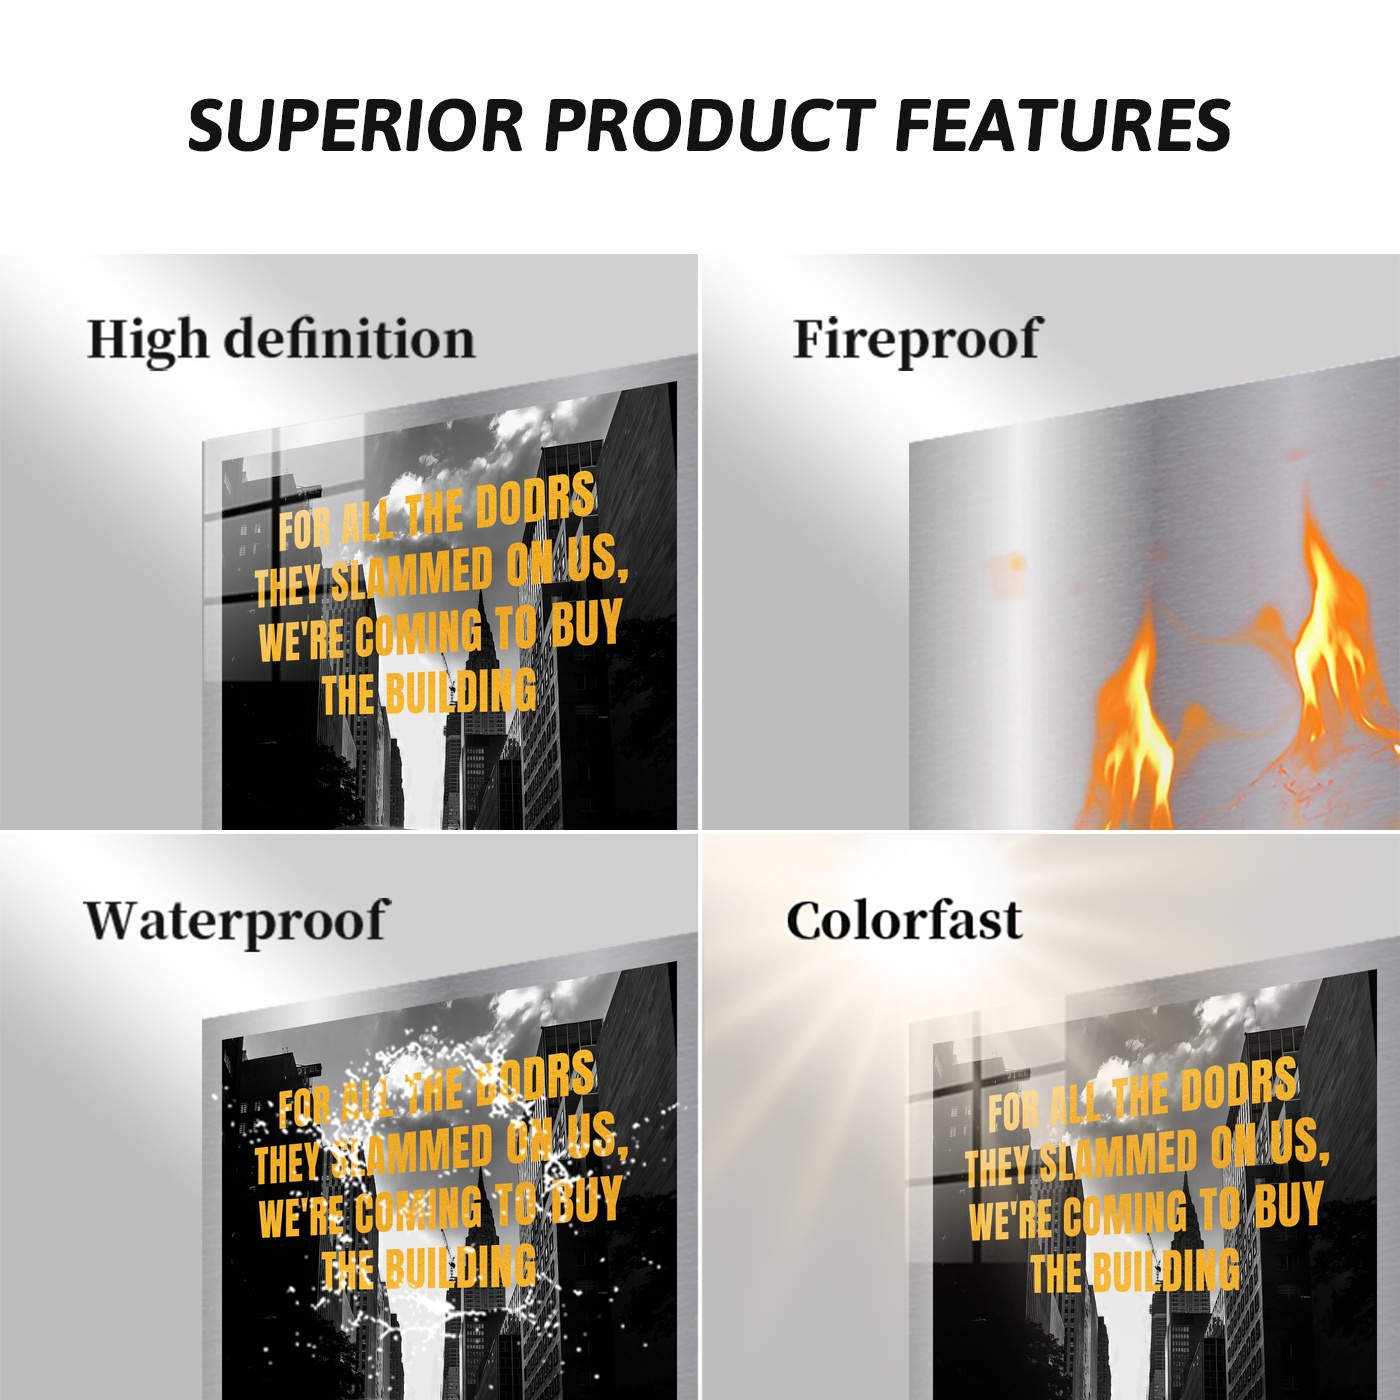 SUPERIOR PRODUCT FEATURES
High definition
FOR ALL THE DODRS
THEY SLAMMED ON US,
WE'RE COMING TO BUY
THE BUILDING
Fireproof
Waterproof
FOR ALL THE DODRS
THEY SLAMMED ON US,
WE'RE COMING TO BUY
THE BUILDING
Colorfast
FOR ALL THE DODRS
THEY SLAMMED ON US,
WE'RE COMING TO BUY
THE BUILDING